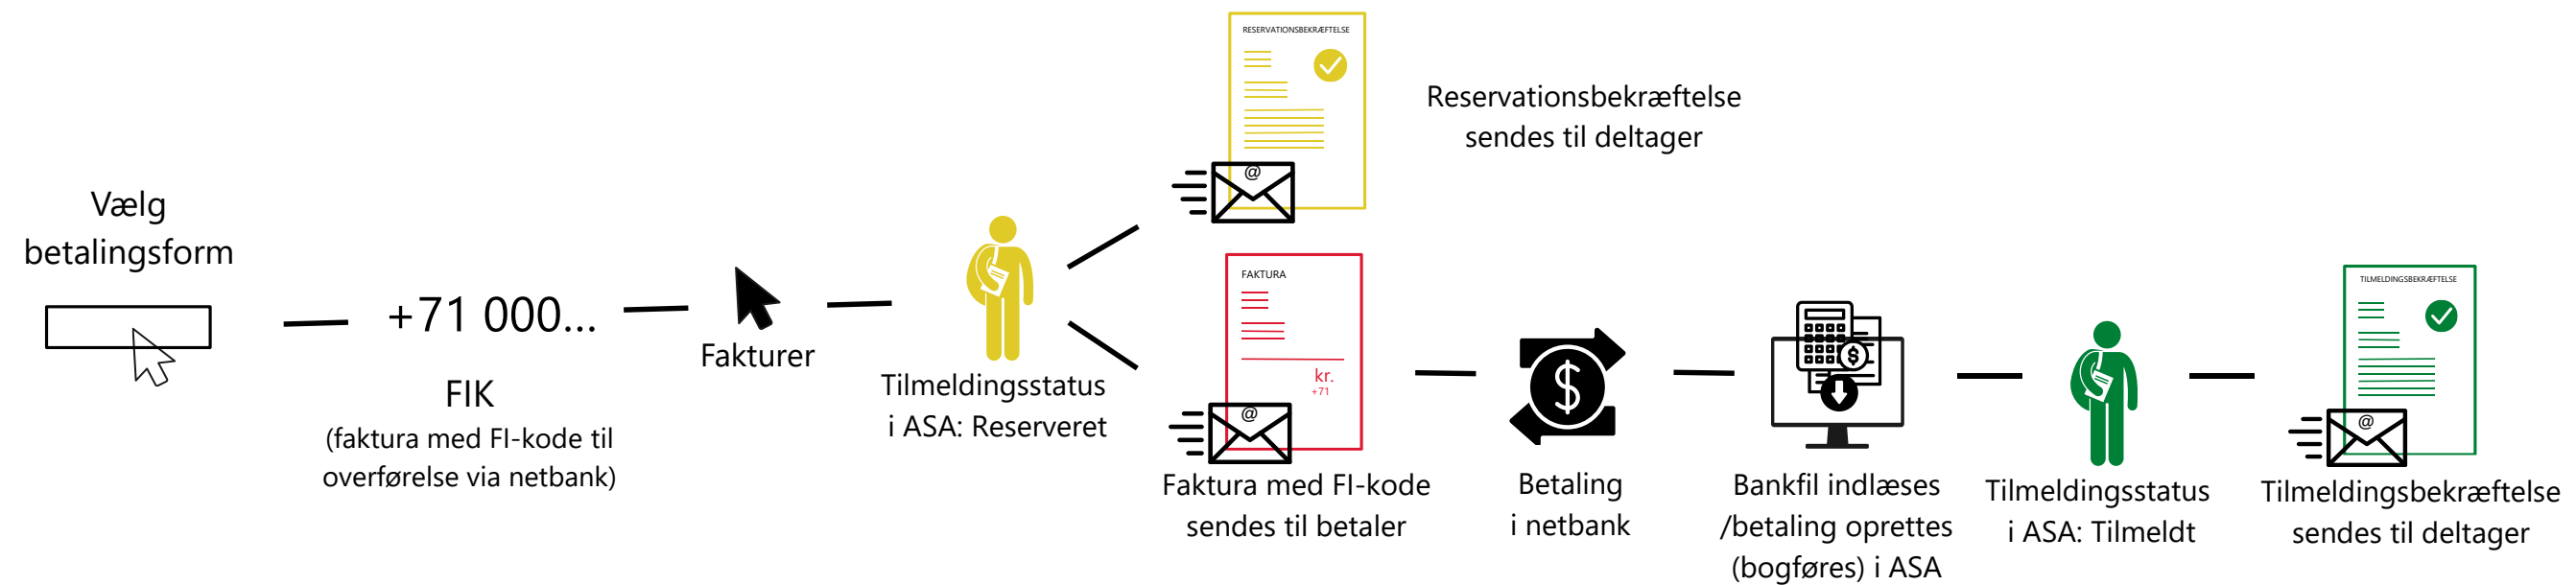 Vælg
betalingsform
+71 000...
FIK
(faktura med FI-kode til
overførelse via netbank)
Fakturer
Tilmeldingsstatus
i ASA: Reserveret
RESERVATIONSBEKRÆFTELSE
@
Reservationsbekræftelse
sendes til deltager
FAKTURA
kr.
+71
@
Faktura med FI-kode
sendes til betaler
$
Betaling
i netbank
$
Bankfil indlæses
/betaling oprettes
(bogføres) i ASA
Tilmeldingsstatus
i ASA: Tilmeldt
TILMELDINGSBEKRÆFTELSE
@
Tilmeldingsbekræftelse
sendes til deltager